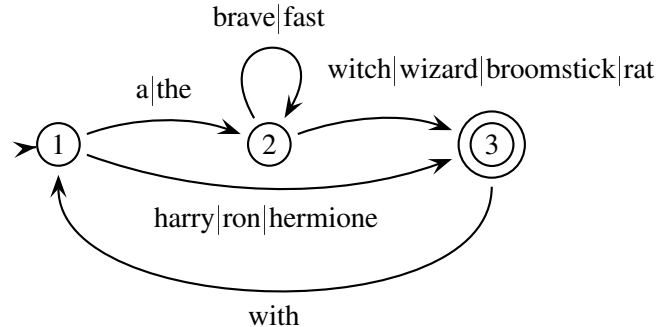 brave|fast
witch|wizard|broomstick|rat
a|the
1
2
3
harry|ron|hermione
with